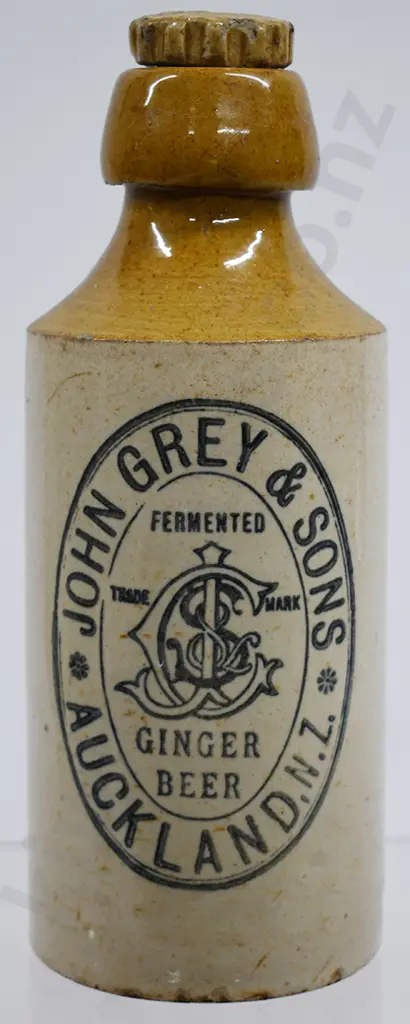 JOHN GREY & SONS
FERMENTED
TRADE MARK
GINGER
BEER
AUCKLAND, N.Z.